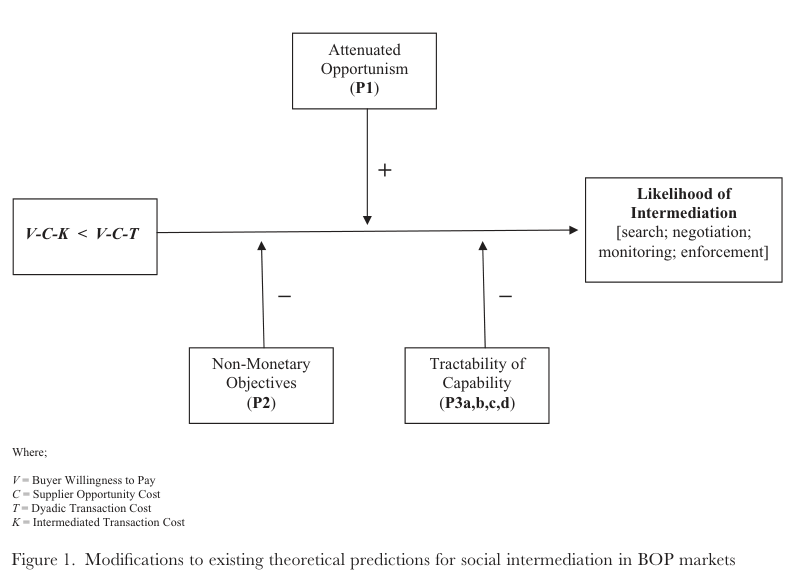 Attenuated
Opportunism
(P1)
+
V-C-K < V-C-T
Likelihood of
Intermediation
[search; negotiation;
monitoring; enforcement]
–
–
Non-Monetary
Objectives
(P2)
Tractability of
Capability
(P3a,b,c,d)
Where;
V = Buyer Willingness to Pay
C = Supplier Opportunity Cost
T = Dyadic Transaction Cost
K = Intermediated Transaction Cost
Figure 1. Modifications to existing theoretical predictions for social intermediation in BOP markets